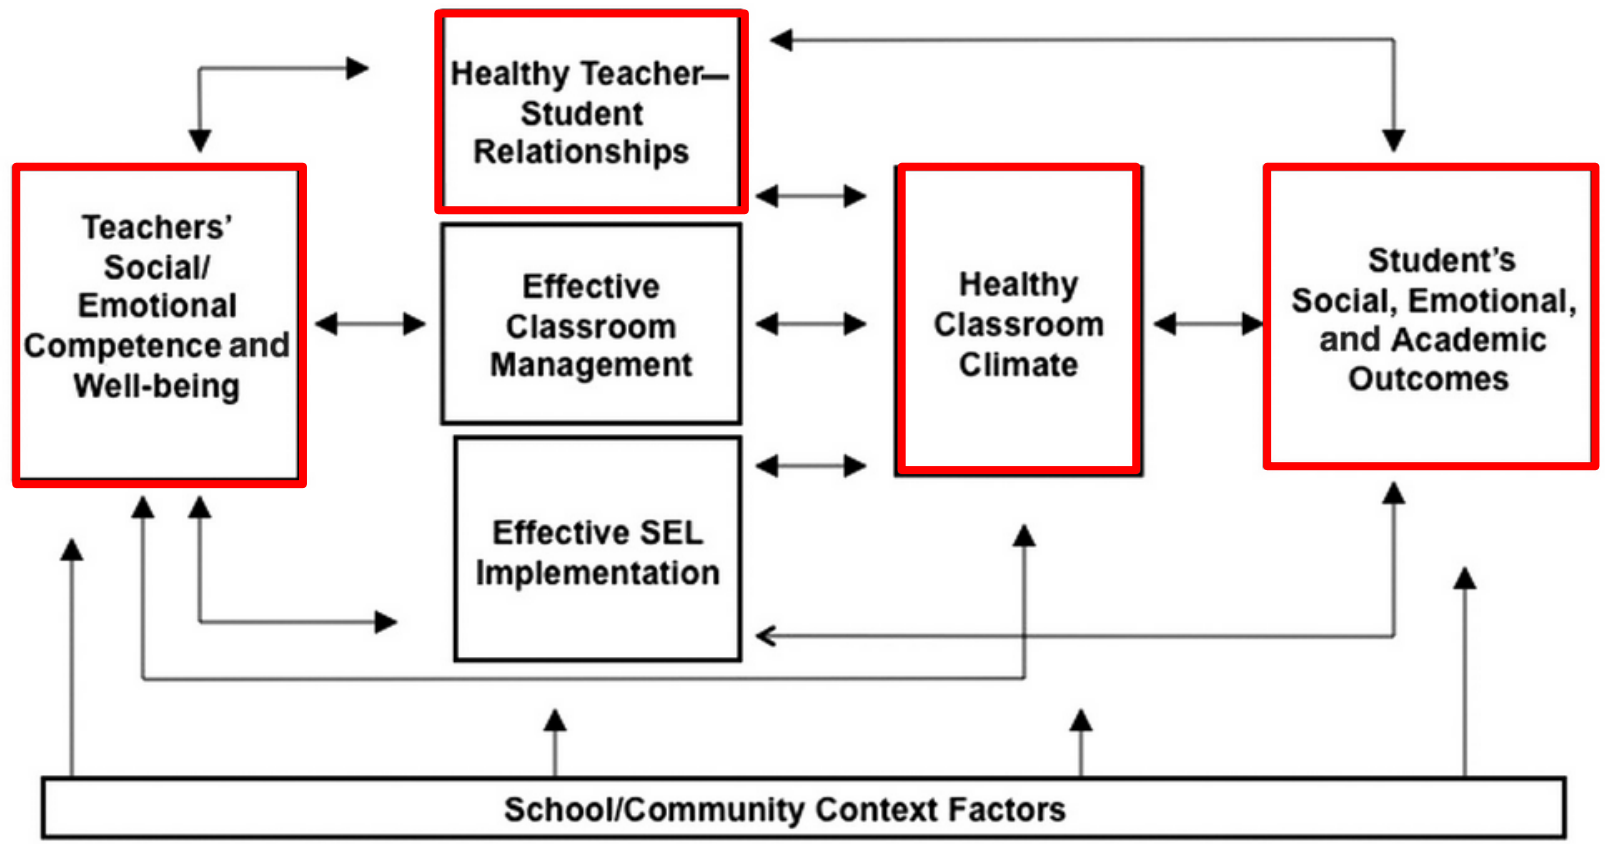 Healthy Teacher—
Student
Relationships
Teachers’
Social/
Emotional
Competence and
Well-being
Effective
Classroom
Management
Healthy
Classroom
Climate
Student’s
Social, Emotional,
and Academic
Outcomes
Effective SEL
Implementation
School/Community Context Factors